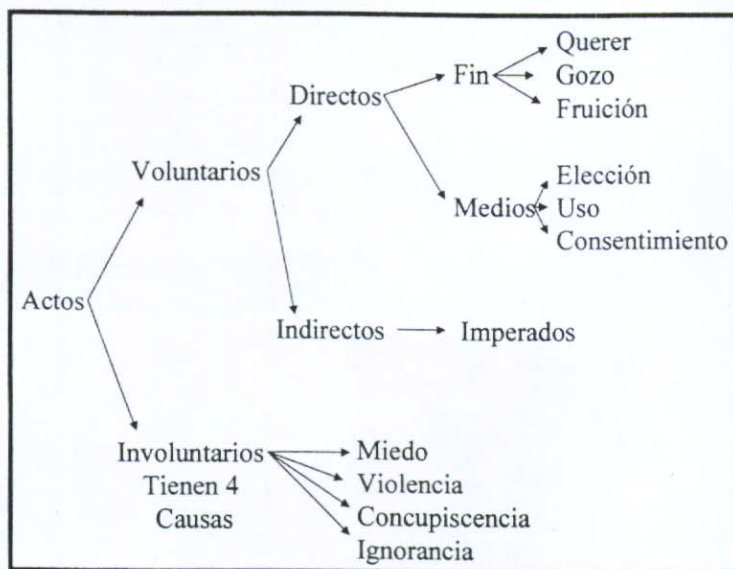 Querer
Directos Fin Gozo
Fruición
Voluntarios Elección
Medios Uso
Consentimiento
Actos
Indirectos Imperados
Involuntarios Miedo
Tienen 4 Violencia
Causas Concupiscencia
Ignorancia